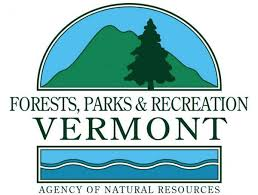 FORESTS, PARKS & RECREATION
VERMONT
AGENCY OF NATURAL RESOURCES